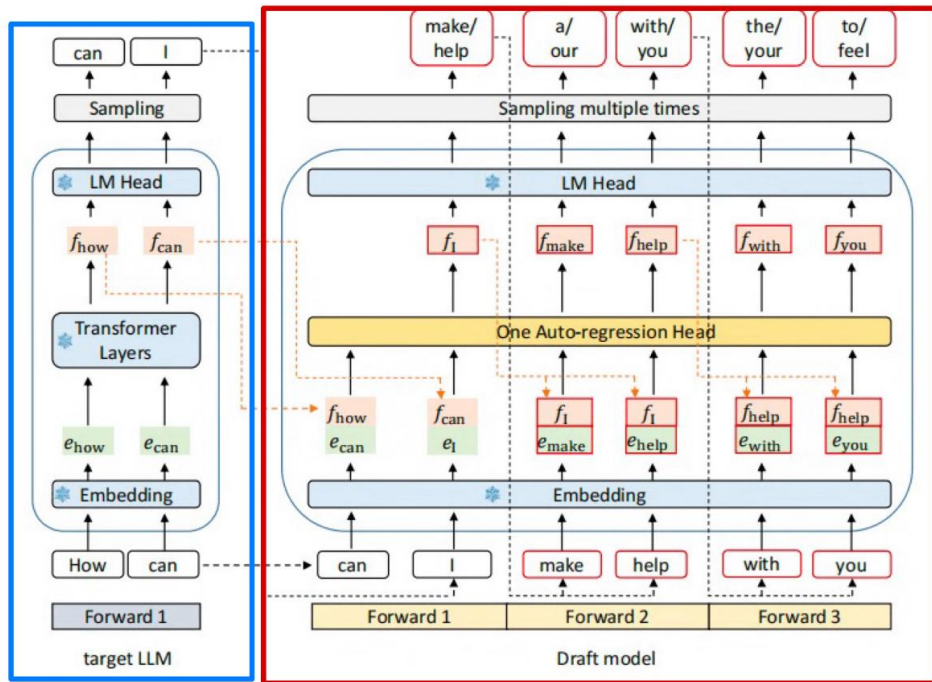 can I
Sampling
LM Head
f_how f_can
Transformer
Layers
e_how e_can
Embedding
How can
Forward 1
target LLM
make/
help
a/
our
with/
you
the/
your
to/
feel
Sampling multiple times
LM Head
f_I f_make f_help f_with f_you
One Auto-regression Head
f_how f_can f_I f_I f_help f_help
e_can e_I e_make e_help e_with e_you
Embedding
can I make help with you
Forward 1 Forward 2 Forward 3
Draft model